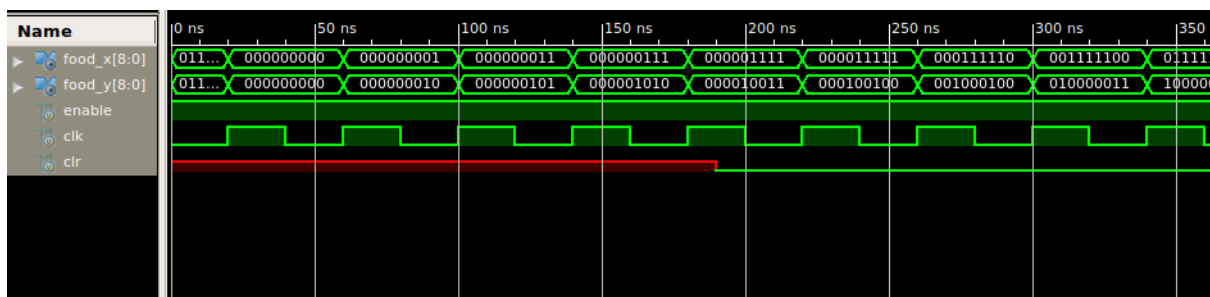 Name 0 ns 50 ns 100 ns 150 ns 200 ns 250 ns 300 ns 350
food_x[8:0] 011... 000000000 000000001 000000011 000000111 000001111 000011111 000111110 001111100 01111
food_y[8:0] 011... 000000000 000000010 000000101 000001010 000010011 000100100 001000100 010000011 10000
enable
clk
clr